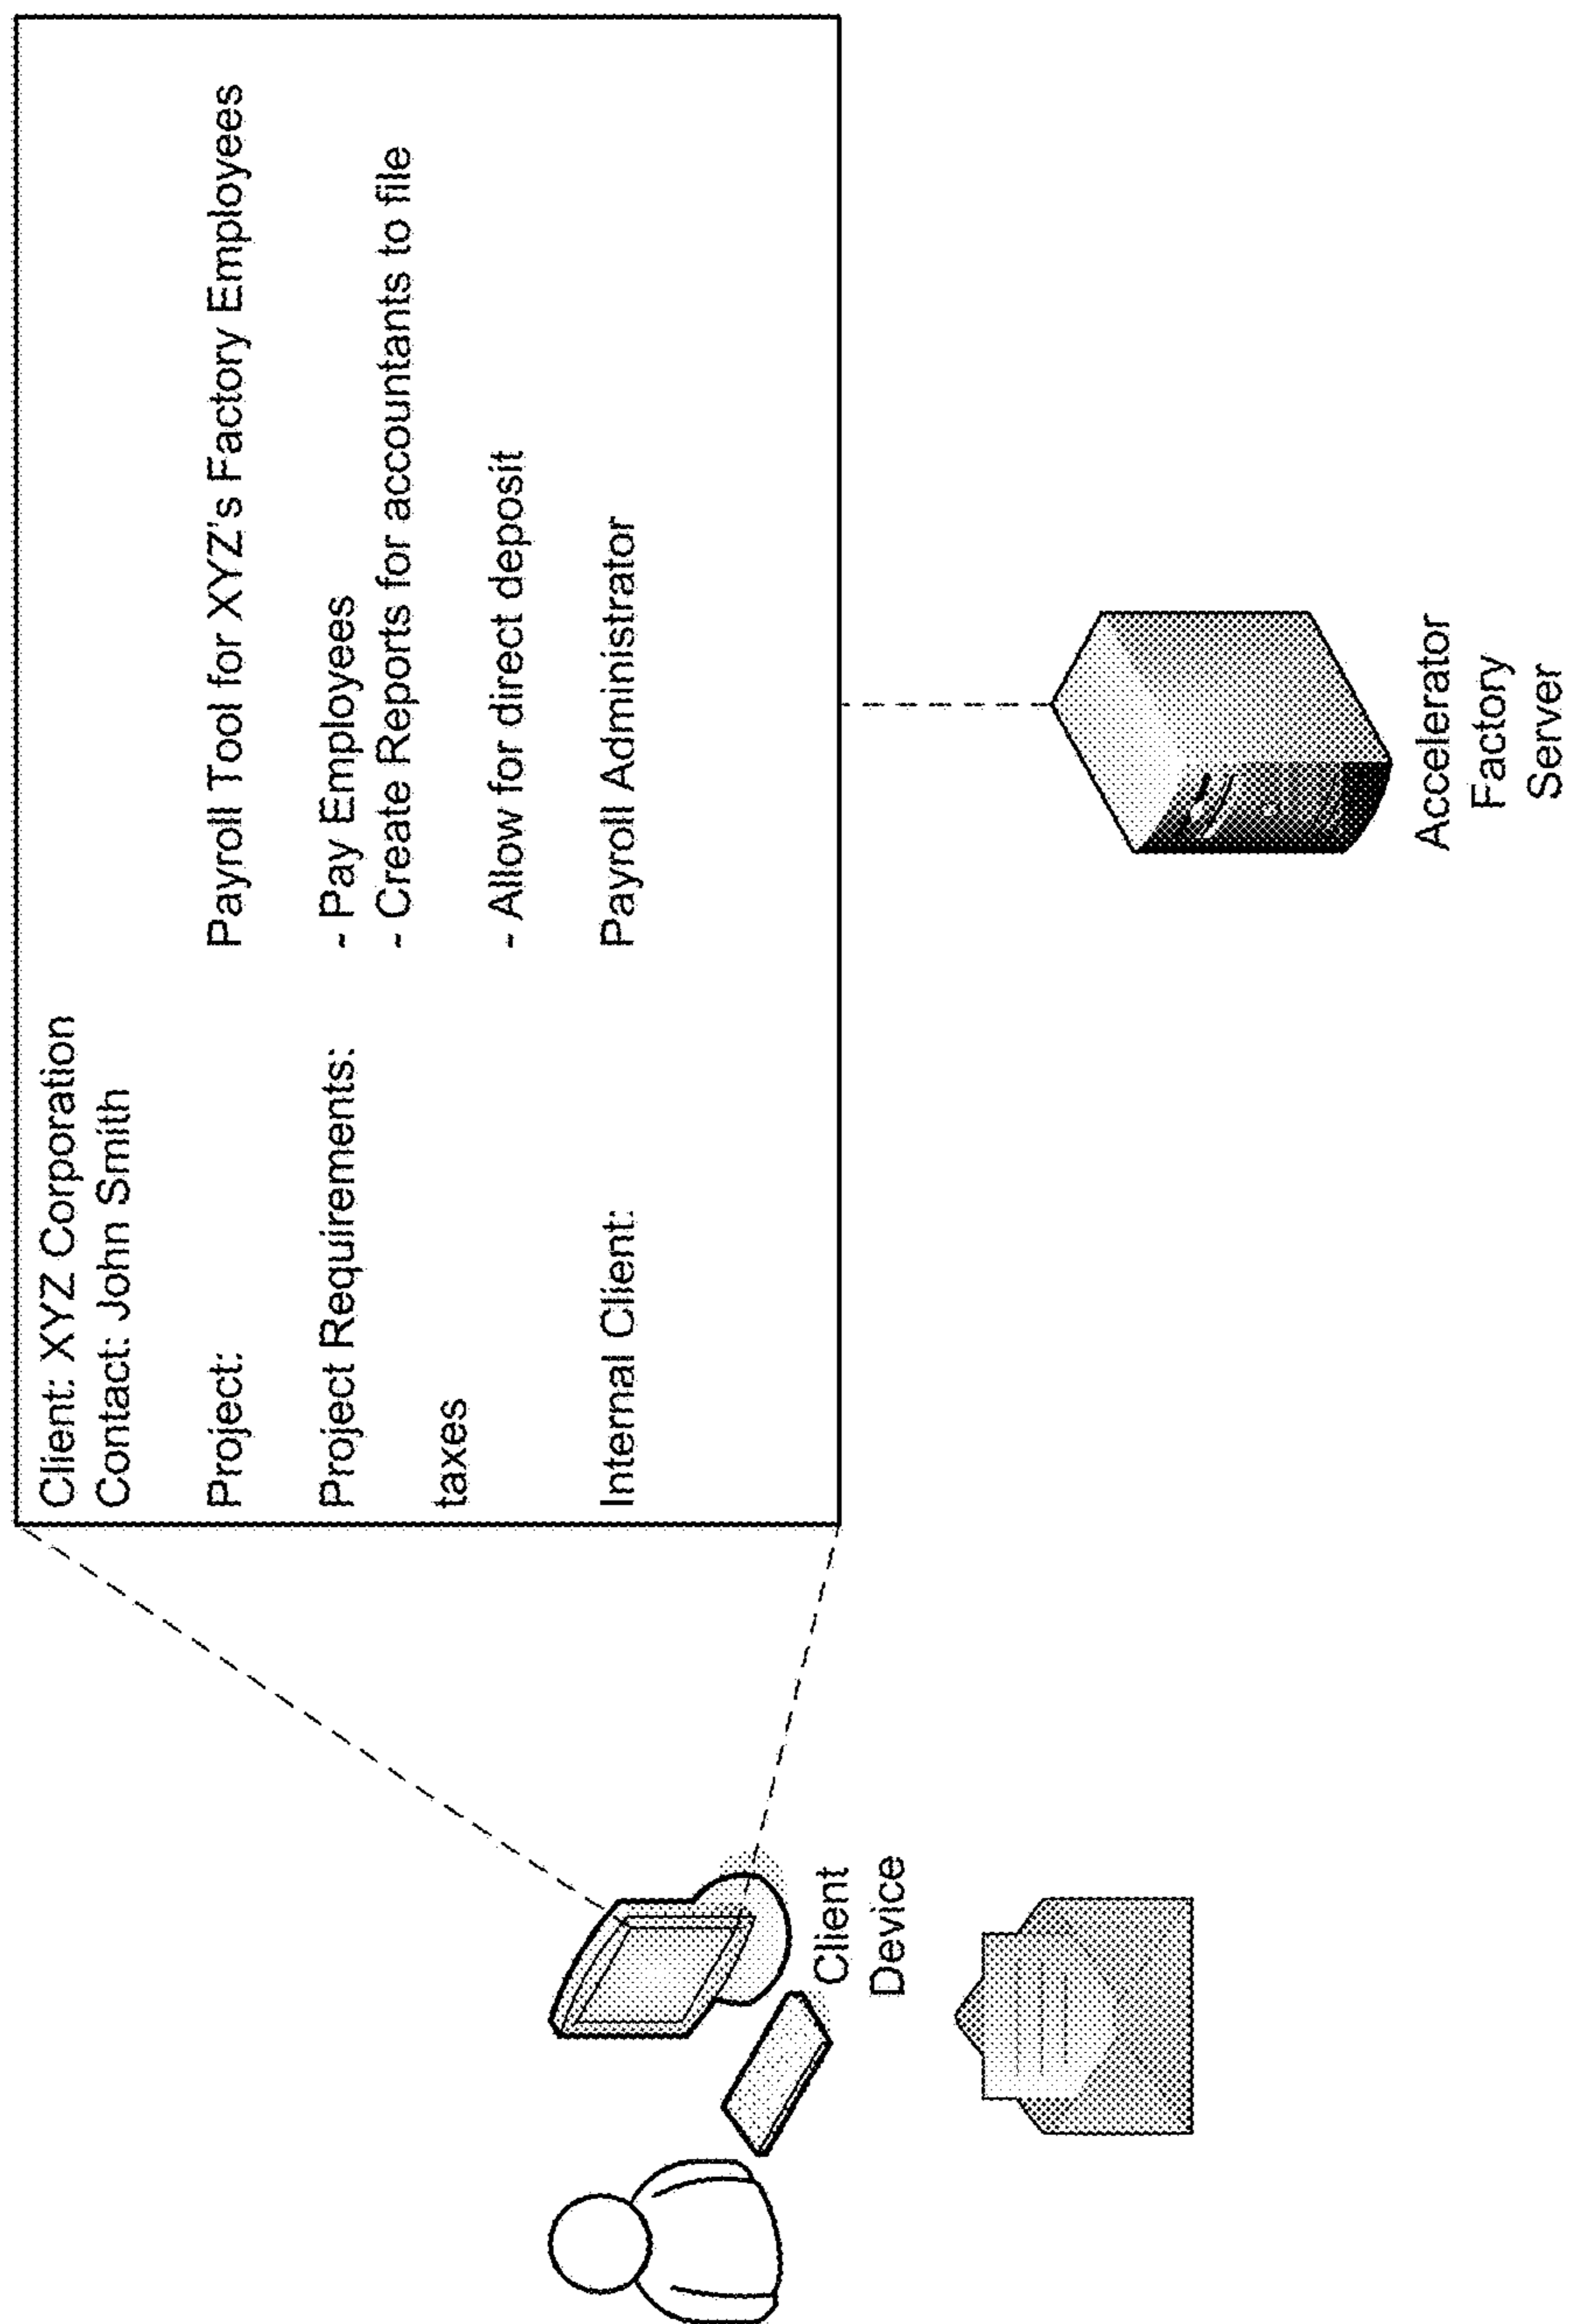 Client: XYZ Corporation
Contact: John Smith
Project: Payroll Tool for XYZ's Factory Employees
Project Requirements: - Pay Employees
- Create Reports for accountants to file
taxes
- Allow for direct deposit
Internal Client: Payroll Administrator
Client
Device
Accelerator
Factory
Server